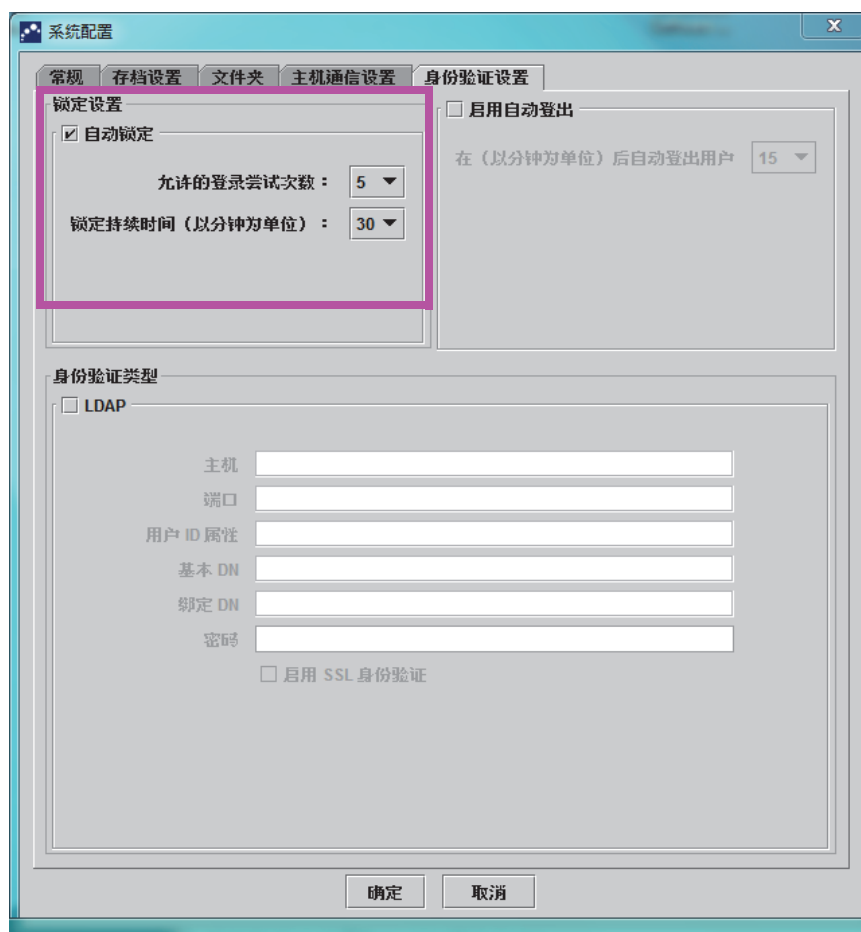 系统配置
常规 存档设置 文件夹 主机通信设置 身份验证设置
锁定设置
自动锁定
允许的登录尝试次数： 5
锁定持续时间（以分钟为单位）： 30
启用自动登出
在（以分钟为单位）后自动登出用户 15
身份验证类型
LDAP
主机
端口
用户 ID 属性
基本 DN
绑定 DN
密码
启用 SSL 身份验证
确定 取消